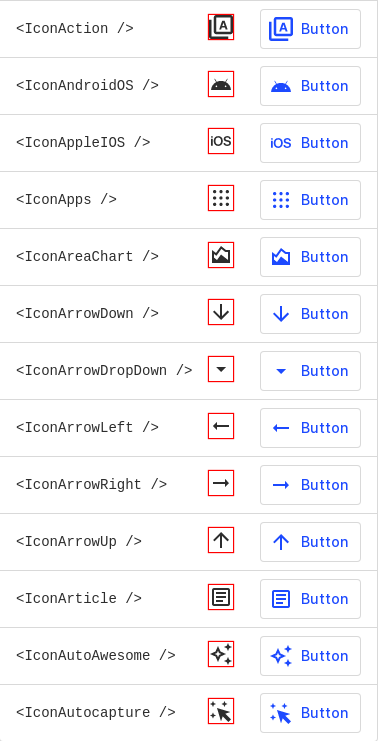 <IconAction /> A A Button
<IconAndroidOS /> Button
<IconAppleIOS /> iOS iOS Button
<IconApps /> Button
<IconAreaChart /> Button
<IconArrowDown /> Button
<IconArrowDropDown /> Button
<IconArrowLeft /> Button
<IconArrowRight /> Button
<IconArrowUp /> Button
<IconArticle /> Button
<IconAutoAwesome /> Button
<IconAutocapture /> Button